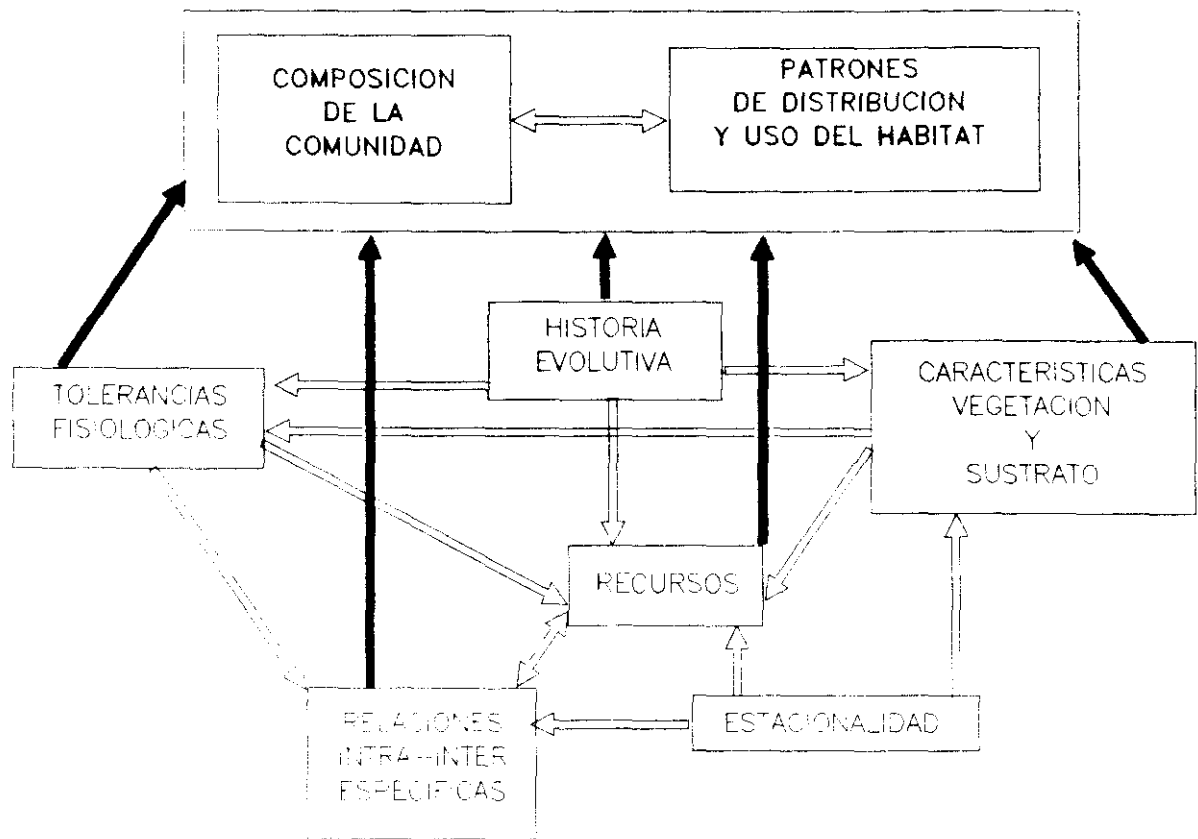 COMPOSICION
DE LA
COMUNIDAD
PATRONES
DE DISTRIBUCION
Y USO DEL HABITAT
HISTORIA
EVOLUTIVA
TOLERANCIAS
FISIOLOGICAS
CARACTERISTICAS
VEGETACION
Y
SUSTRATO
RECURSOS
RELACIONES
INTRA-INTER
ESPECIFICAS
ESTACIONALIDAD